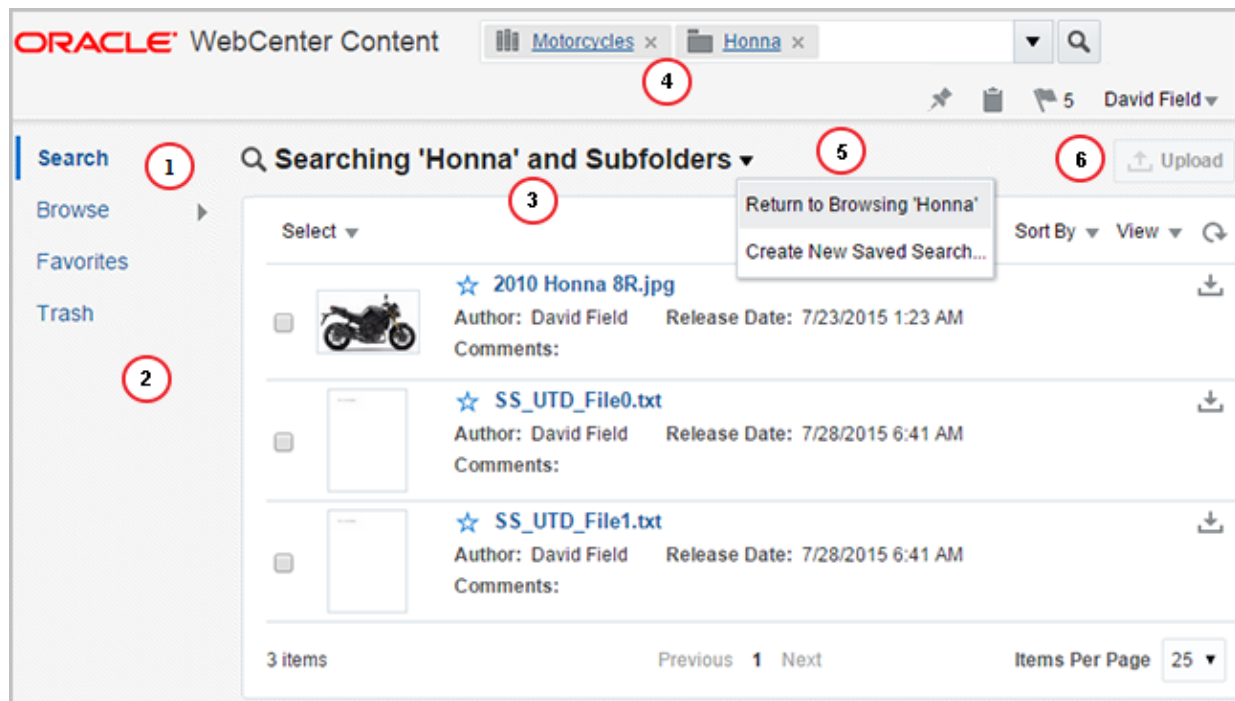 ORACLE® WebCenter Content
Motorcycles × Honna ×
4
5 David Field
Search
1
Searching 'Honna' and Subfolders
5
6
Upload
Browse
3
Return to Browsing 'Honna'
Select
Sort By View
Create New Saved Search...
Favorites
Trash
2
2010 Honna 8R.jpg
Author: David Field Release Date: 7/23/2015 1:23 AM
Comments:
SS_UTD_File0.txt
Author: David Field Release Date: 7/28/2015 6:41 AM
Comments:
SS_UTD_File1.txt
Author: David Field Release Date: 7/28/2015 6:41 AM
Comments:
3 items Previous 1 Next Items Per Page 25